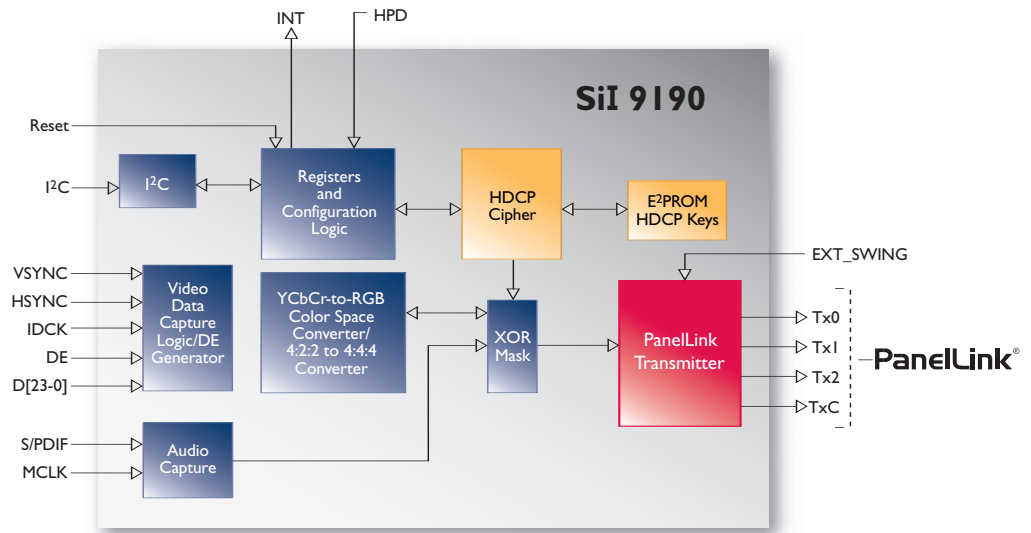 INT
HPD
SiI 9190
Reset
I²C
I²C
Registers
and
Configuration
Logic
HDCP
Cipher
E²PROM
HDCP Keys
EXT_SWING
VSYNC
HSYNC
IDCK
DE
D[23-0]
Video
Data
Capture
Logic/DE
Generator
YCbCr-to-RGB
Color Space
Converter/
4:2:2 to 4:4:4
Converter
XOR
Mask
PanelLink
Transmitter
Tx0
Tx1
Tx2
TxC
PanelLink®
S/PDIF
MCLK
Audio
Capture